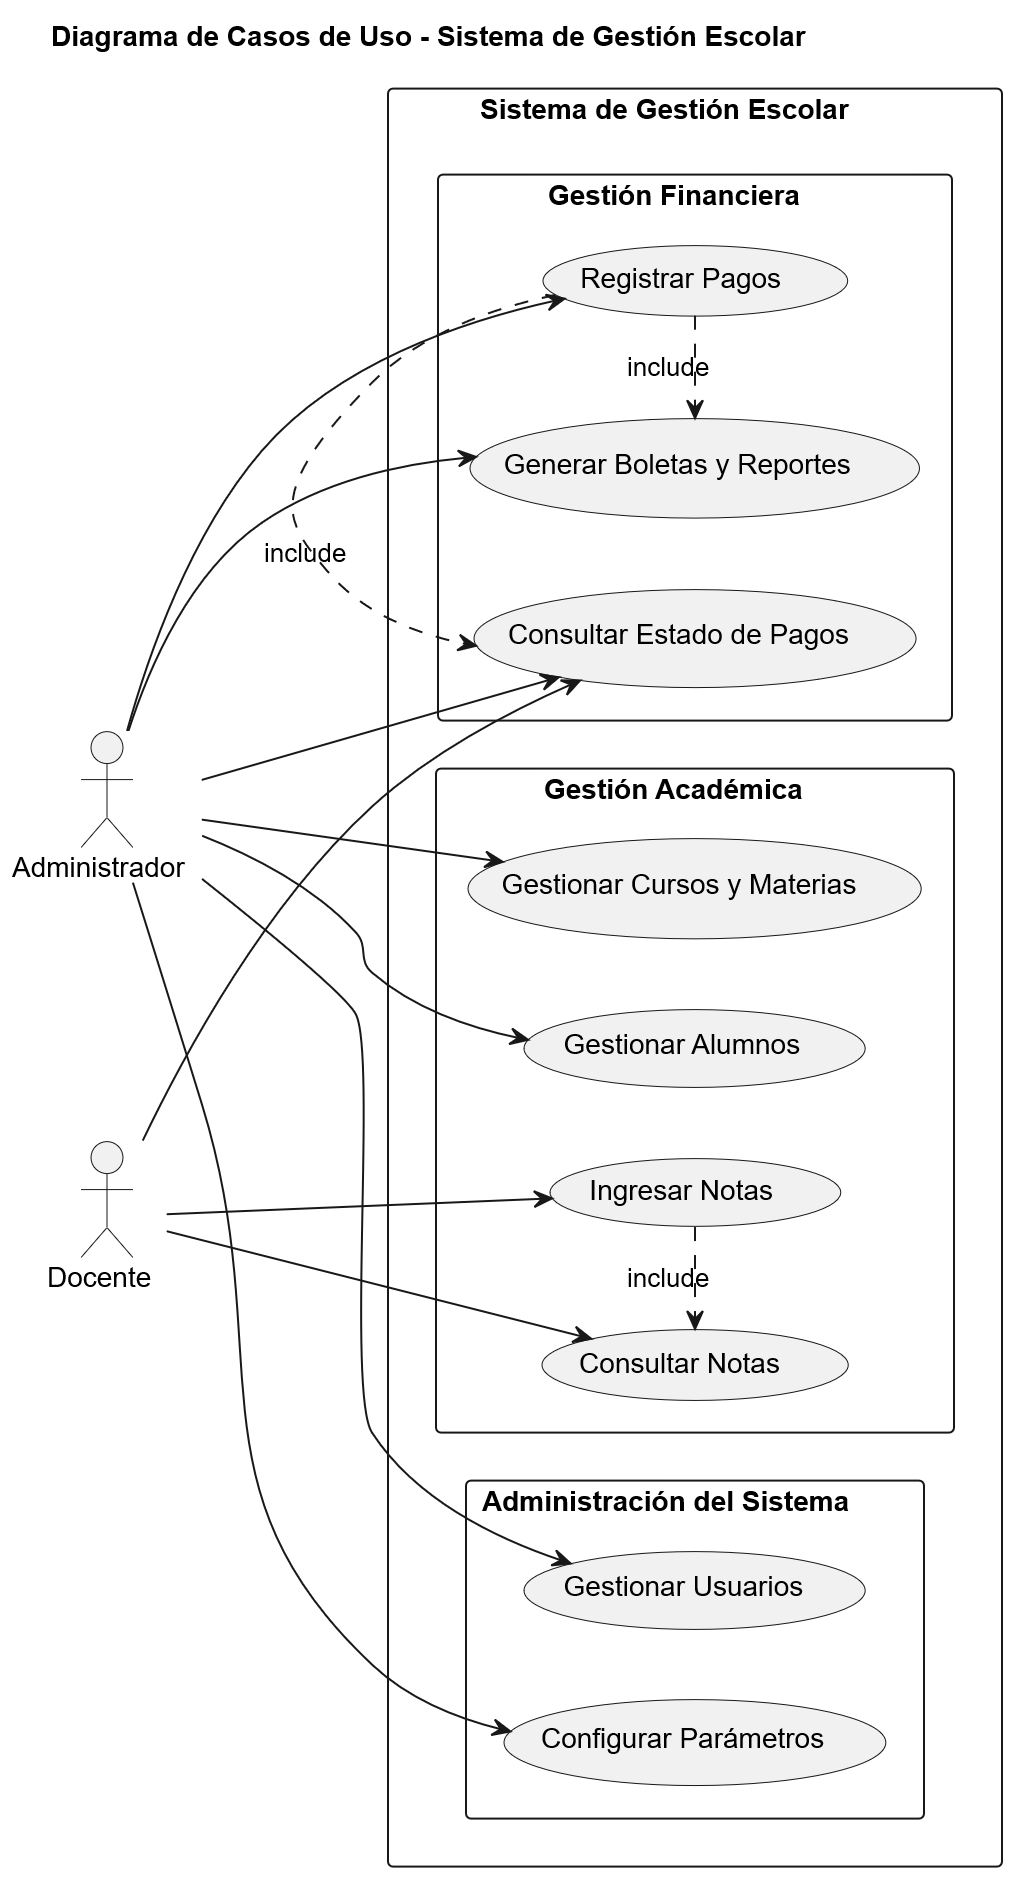 Diagrama de Casos de Uso - Sistema de Gestión Escolar
Sistema de Gestión Escolar
Gestión Financiera
Registrar Pagos
include
Generar Boletas y Reportes
include
Consultar Estado de Pagos
Administrador
Gestión Académica
Gestionar Cursos y Materias
Gestionar Alumnos
Docente
Ingresar Notas
include
Consultar Notas
Administración del Sistema
Gestionar Usuarios
Configurar Parámetros